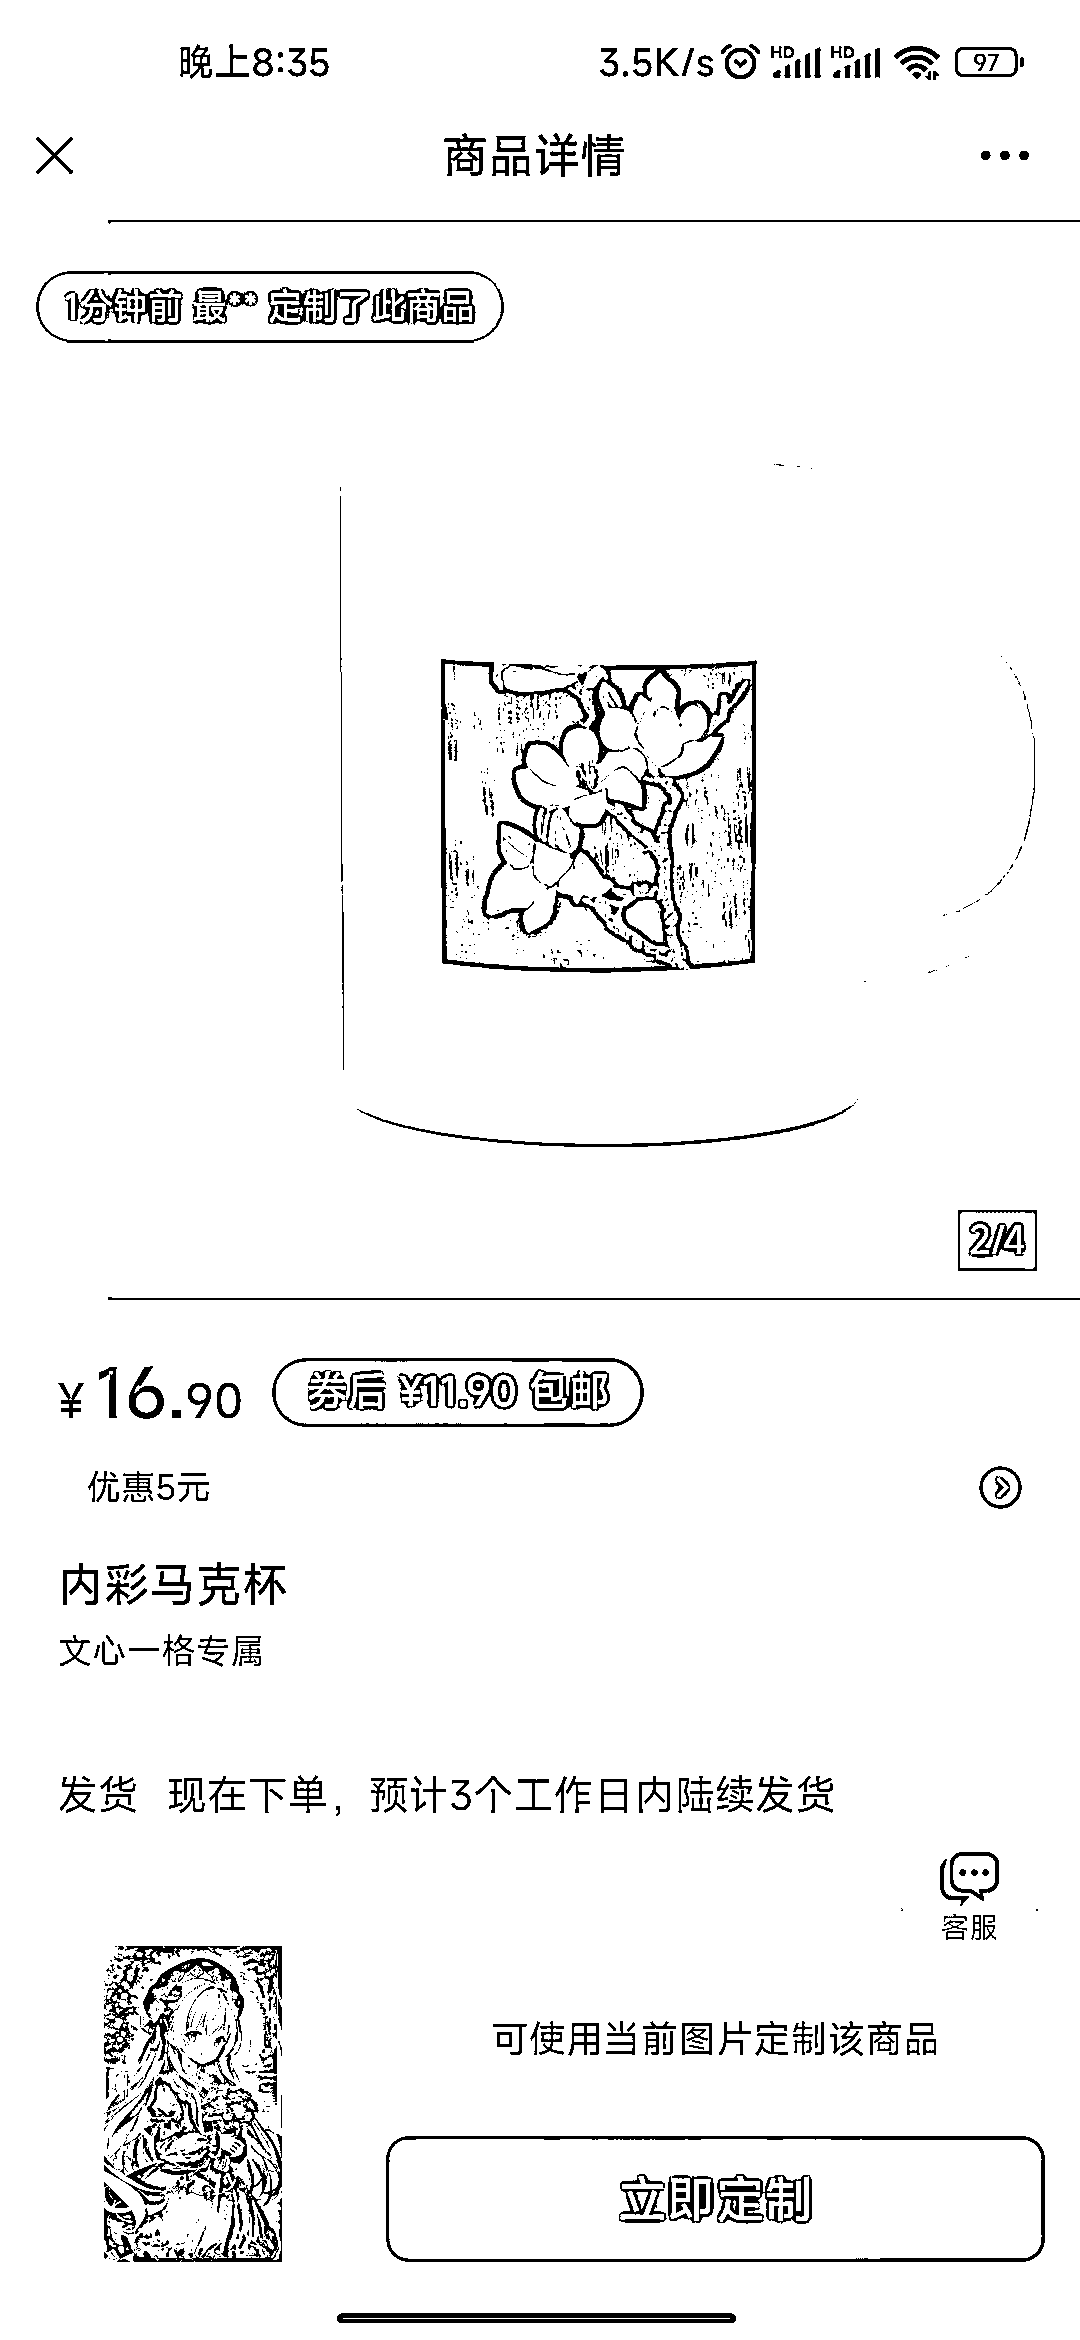 晚上8:35 3.5K/s HD HD 97
商品详情
1分钟前 最** 定制了此商品
2/4
¥16.90 券后 ¥11.90 包邮
优惠5元
内彩马克杯
文心一格专属
发货 现在下单，预计3个工作日内陆续发货
客服
可使用当前图片定制该商品
立即定制